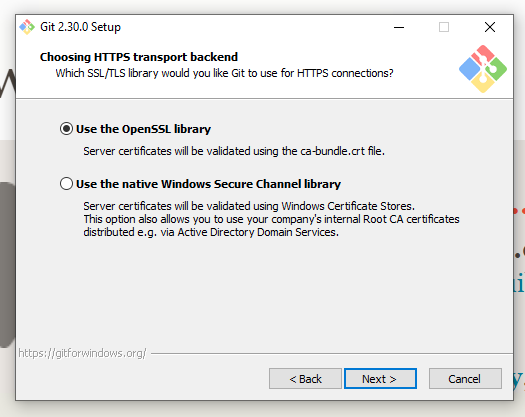 Git 2.30.0 Setup
Choosing HTTPS transport backend
Which SSL/TLS library would you like Git to use for HTTPS connections?
Use the OpenSSL library
Server certificates will be validated using the ca-bundle.crt file.
Use the native Windows Secure Channel library
Server certificates will be validated using Windows Certificate Stores.
This option also allows you to use your company's internal Root CA certificates
distributed e.g. via Active Directory Domain Services.
https://gitforwindows.org/
< Back
Next >
Cancel